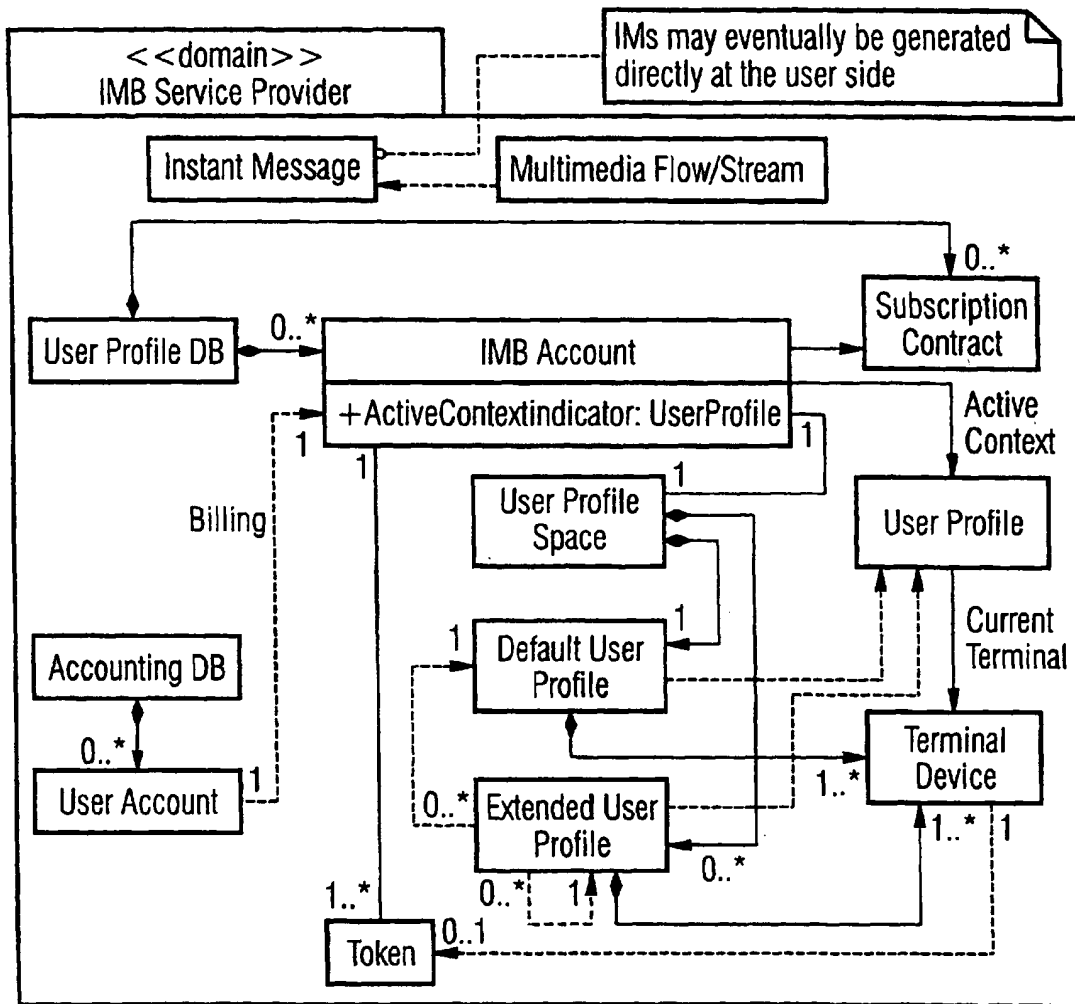 <<domain>>
IMB Service Provider
IMs may eventually be generated
directly at the user side
Instant Message
Multimedia Flow/Stream
0..*
Subscription
Contract
User Profile DB
0..*
IMB Account
+ActiveContextindicator: UserProfile
1
1
1
Active
Context
Billing
1
User Profile
Space
User Profile
1
1
Default User
Profile
Current
Terminal
Accounting DB
0..*
User Account
1
Terminal
Device
1..*
0..*
Extended User
Profile
0..*
1..*
1
0..*
1
1..*
Token
0..1